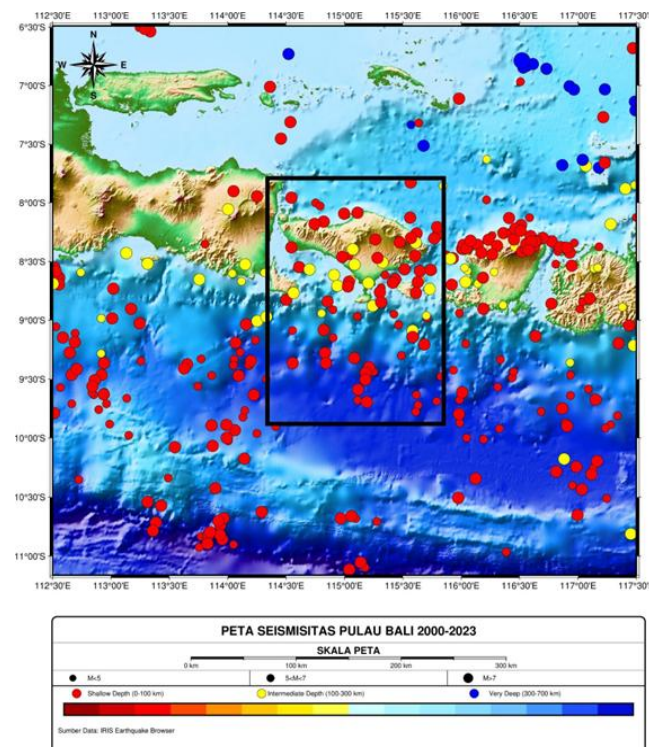 112°30'E 113°00'E 113°30'E 114°00'E 114°30'E 115°00'E 115°30'E 116°00'E 116°30'E 117°00'E 117°30'E
6°30'S
N
W E
S
7°00'S
7°30'S
8°00'S
8°30'S
9°00'S
9°30'S
10°00'S
10°30'S
11°00'S
PETA SEISMISITAS PULAU BALI 2000-2023
SKALA PETA
0 km 100 km 200 km 300 km
M<5 5<M<7 M>7
Shallow Depth (0-100 km) Intermediate Depth (100-300 km) Very Deep (300-700 km)
Sumber Data: IRIS Earthquake Browser